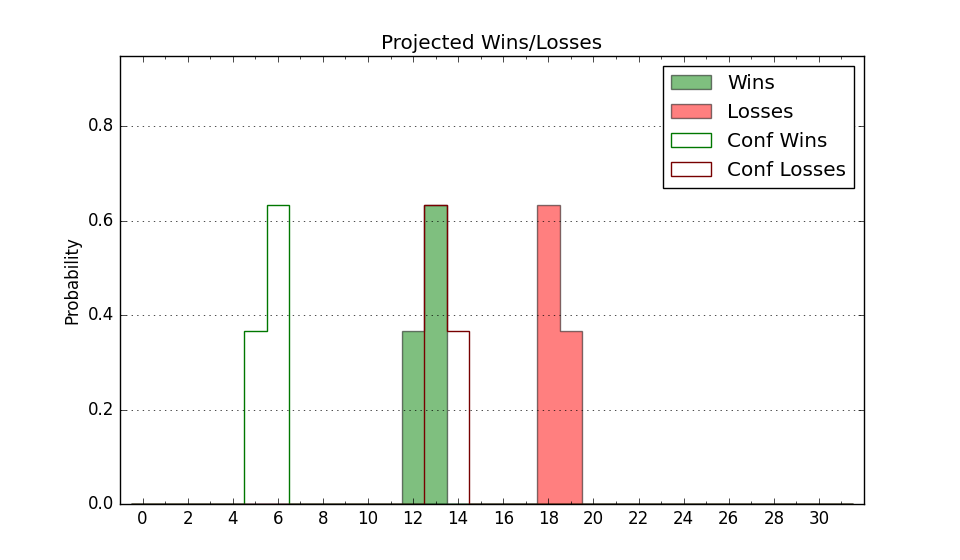 Projected Wins/Losses
Wins
Losses
Conf Wins
Conf Losses
Probability
0.8
0.6
0.4
0.2
0.0
0 2 4 6 8 10 12 14 16 18 20 22 24 26 28 30